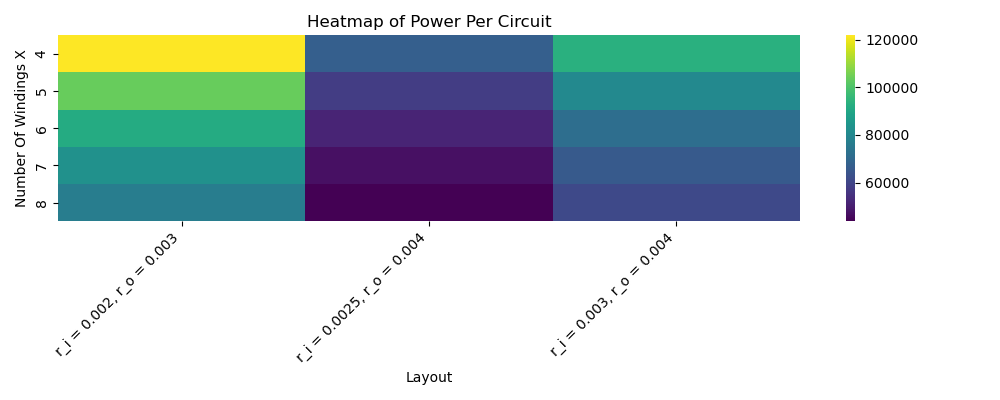 Heatmap of Power Per Circuit
Number Of Windings X
4
5
6
7
8
r_i = 0.002, r_o = 0.003
r_i = 0.0025, r_o = 0.004
r_i = 0.003, r_o = 0.004
Layout
120000
100000
80000
60000